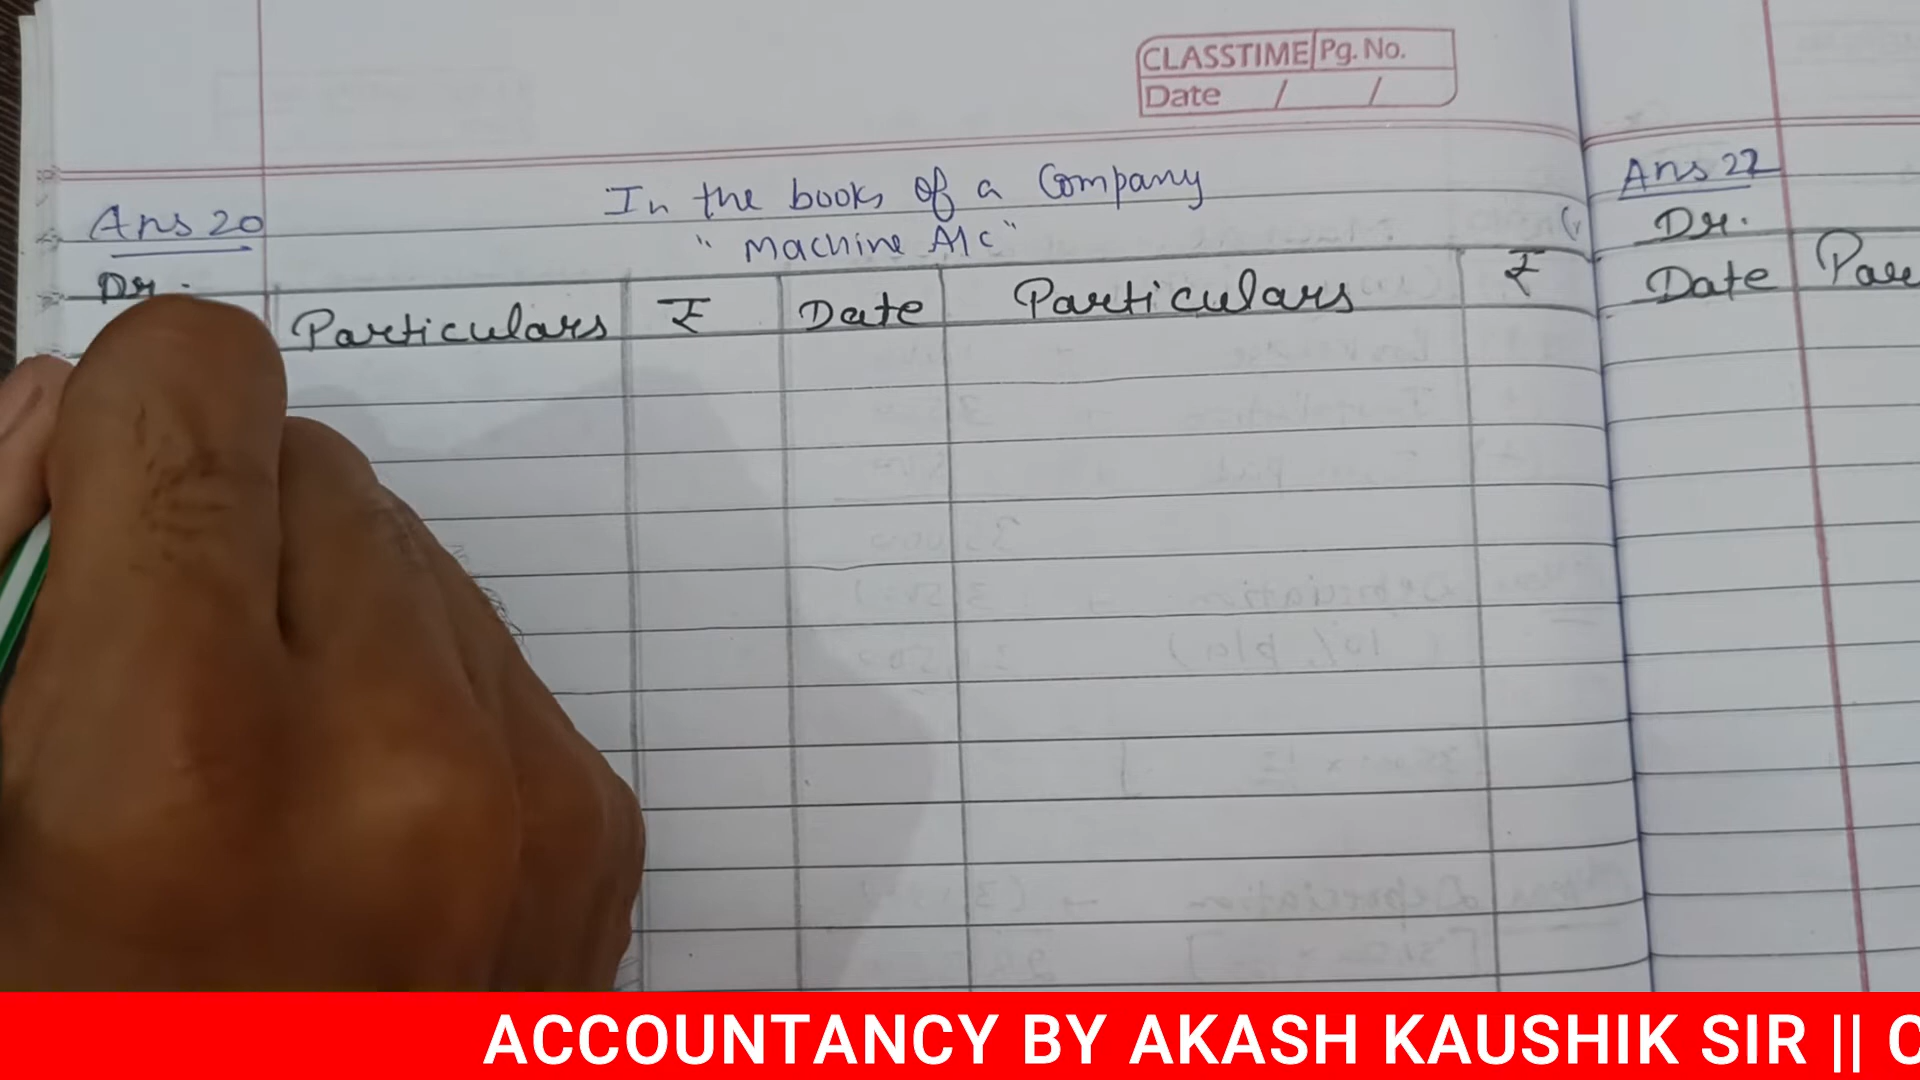 CLASSTIME Pg. No.
Date / /
In the books of a Company
Ans 20
" Machine A/c "
Dr.
Particulars ₹ Date Particulars ₹
Ans 22
Dr.
Date
ACCOUNTANCY BY AKASH KAUSHIK SIR ||